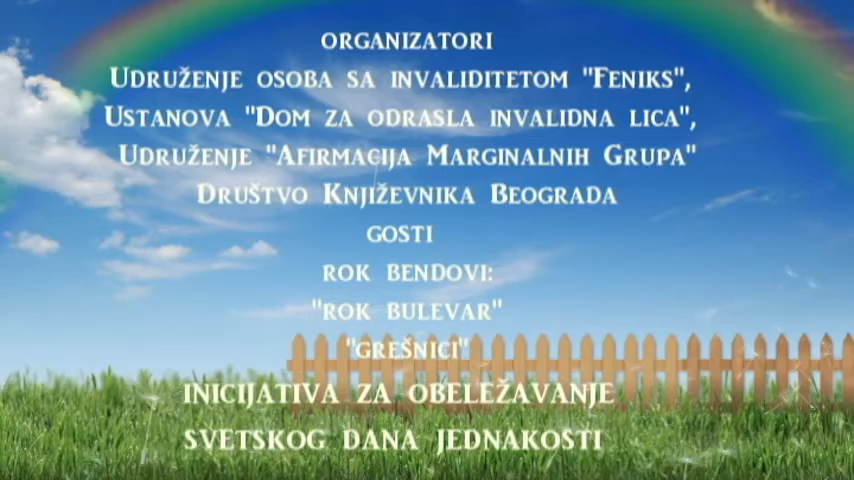 ORGANIZATORI
UDRUŽENJE OSOBA SA INVALIDITETOM "FENIKS",
USTANOVA "DOM ZA ODRASLA INVALIDNA LICA",
UDRUŽENJE "AFIRMACIJA MARGINALNIH GRUPA"
DRUŠTVO KNJIŽEVNIKA BEOGRADA
GOSTI
ROK BENDOVI:
"ROK BULEVAR"
"GREŠNICI"
INICIJATIVA ZA OBELEŽAVANJE
SVETSKOG DANA JEDNAKOSTI